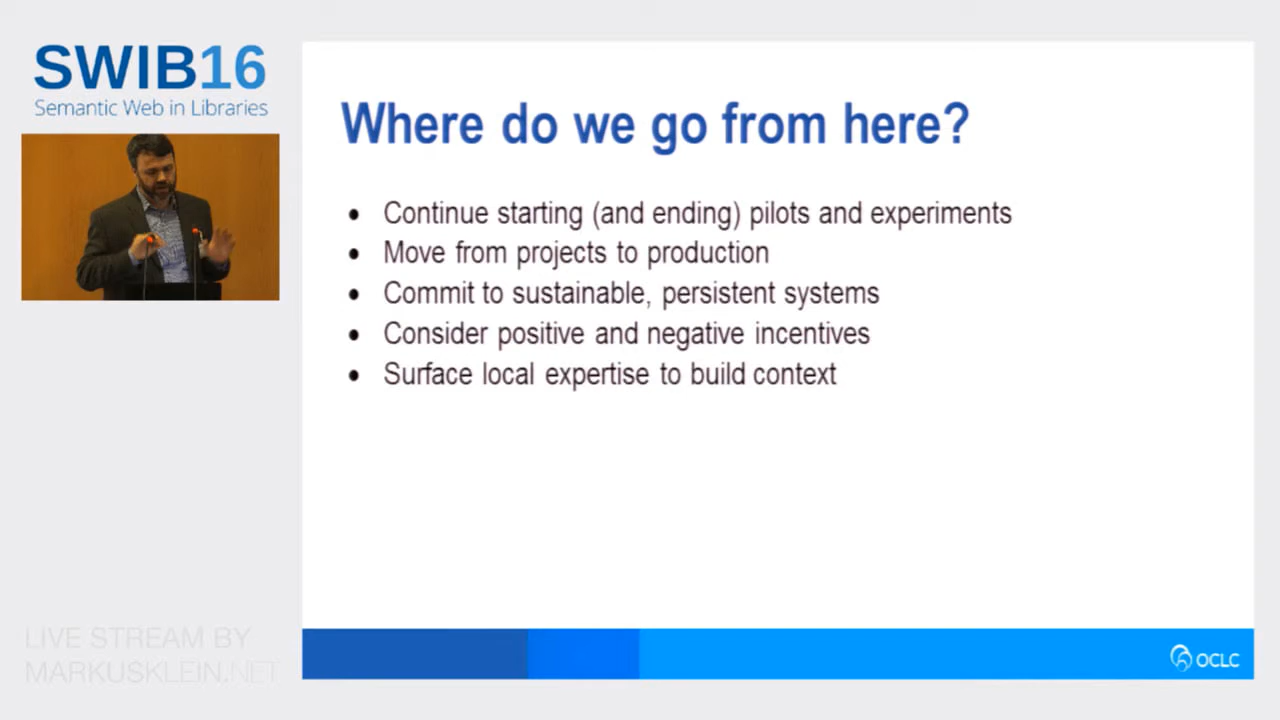 SWIB16
Semantic Web in Libraries
Where do we go from here?
• Continue starting (and ending) pilots and experiments
• Move from projects to production
• Commit to sustainable, persistent systems
• Consider positive and negative incentives
• Surface local expertise to build context
LIVE STREAM BY
MARKUSKLEIN.NET
OCLC